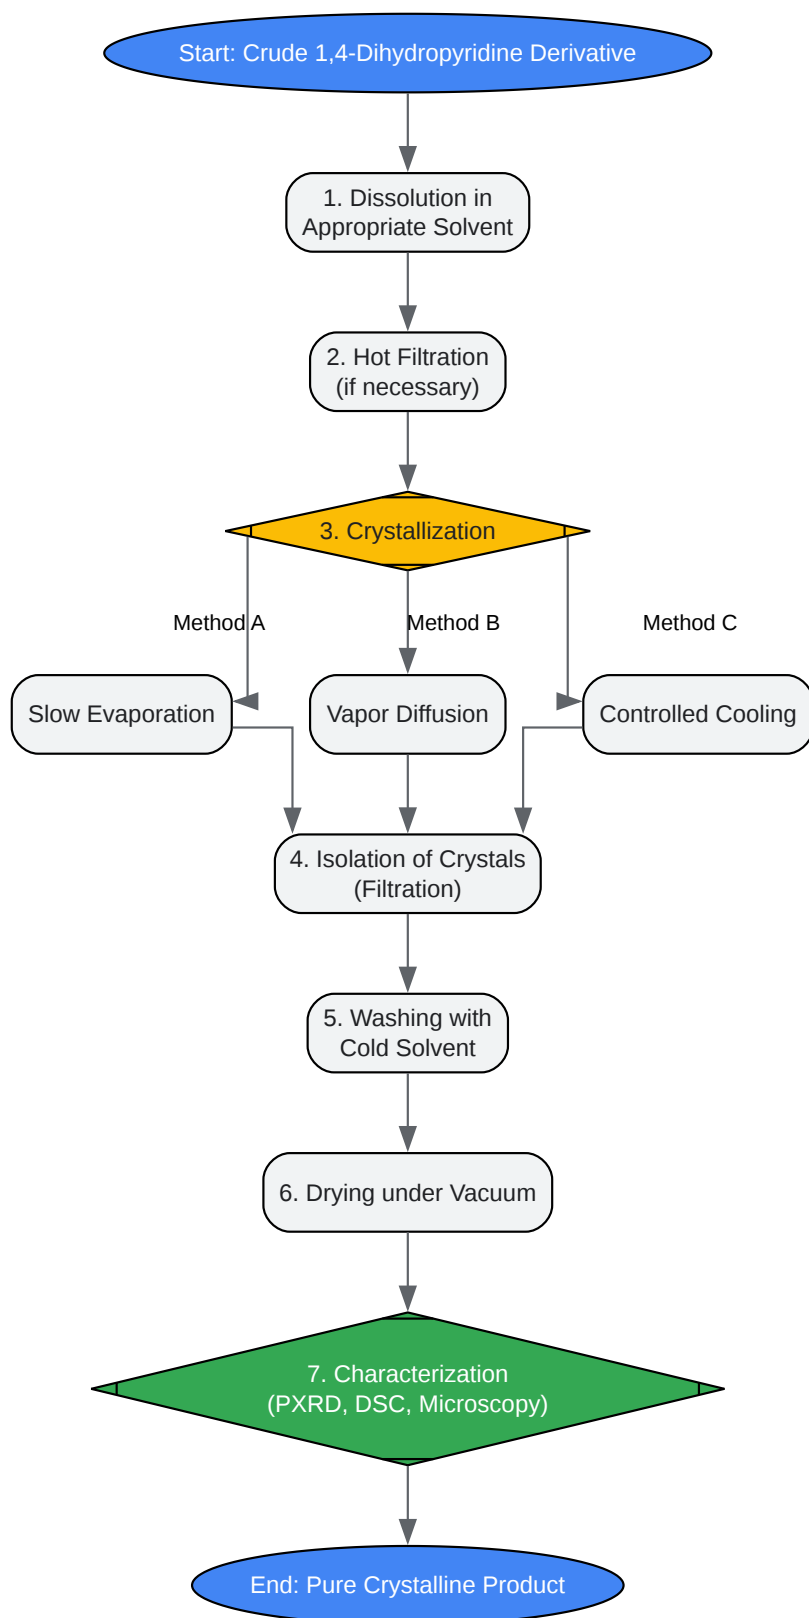 Start: Crude 1,4-Dihydropyridine Derivative
1. Dissolution in
Appropriate Solvent
2. Hot Filtration
(if necessary)
3. Crystallization
Method A
Method B
Method C
Slow Evaporation
Vapor Diffusion
Controlled Cooling
4. Isolation of Crystals
(Filtration)
5. Washing with
Cold Solvent
6. Drying under Vacuum
7. Characterization
(PXRD, DSC, Microscopy)
End: Pure Crystalline Product